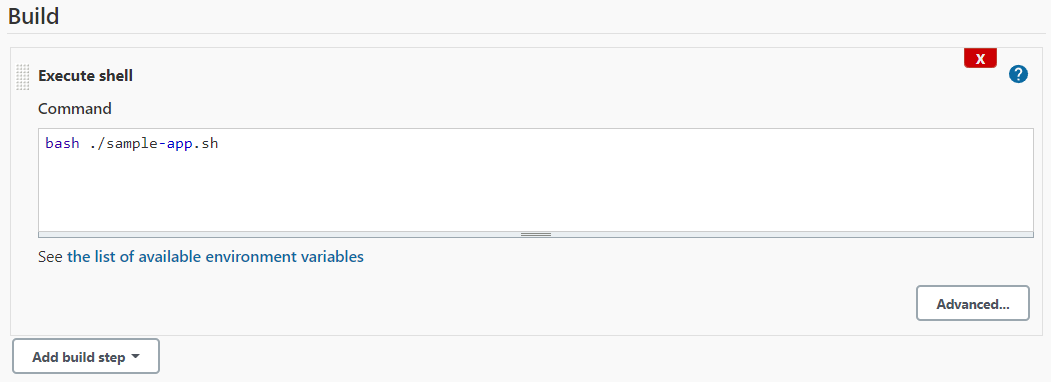 Build
X
Execute shell
?
Command
bash ./sample-app.sh
See the list of available environment variables
Advanced...
Add build step